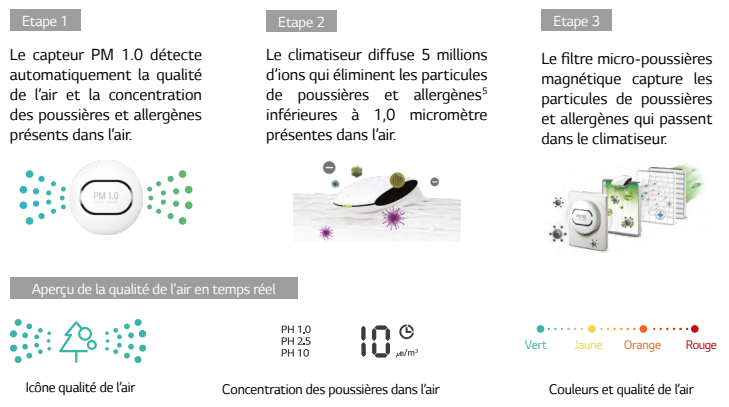 Etape 1
Le capteur PM 1.0 détecte
automatiquement la qualité
de l'air et la concentration
des poussières et allergènes
présents dans l'air.
PM 1.0
Etape 2
Le climatiseur diffuse 5 millions
d'ions qui éliminent les particules
de poussières et allergènes⁵
inférieures à 1,0 micromètre
présentes dans l'air.
Etape 3
Le filtre micro-poussières
magnétique capture les
particules de poussières
et allergènes qui passent
dans le climatiseur.
Aperçu de la qualité de l'air en temps réel
Icône qualité de l'air
PH 1.0
PH 2.5
PH 10
10
㎍/m³
Concentration des poussières dans l'air
Vert Jaune Orange Rouge
Couleurs et qualité de l'air